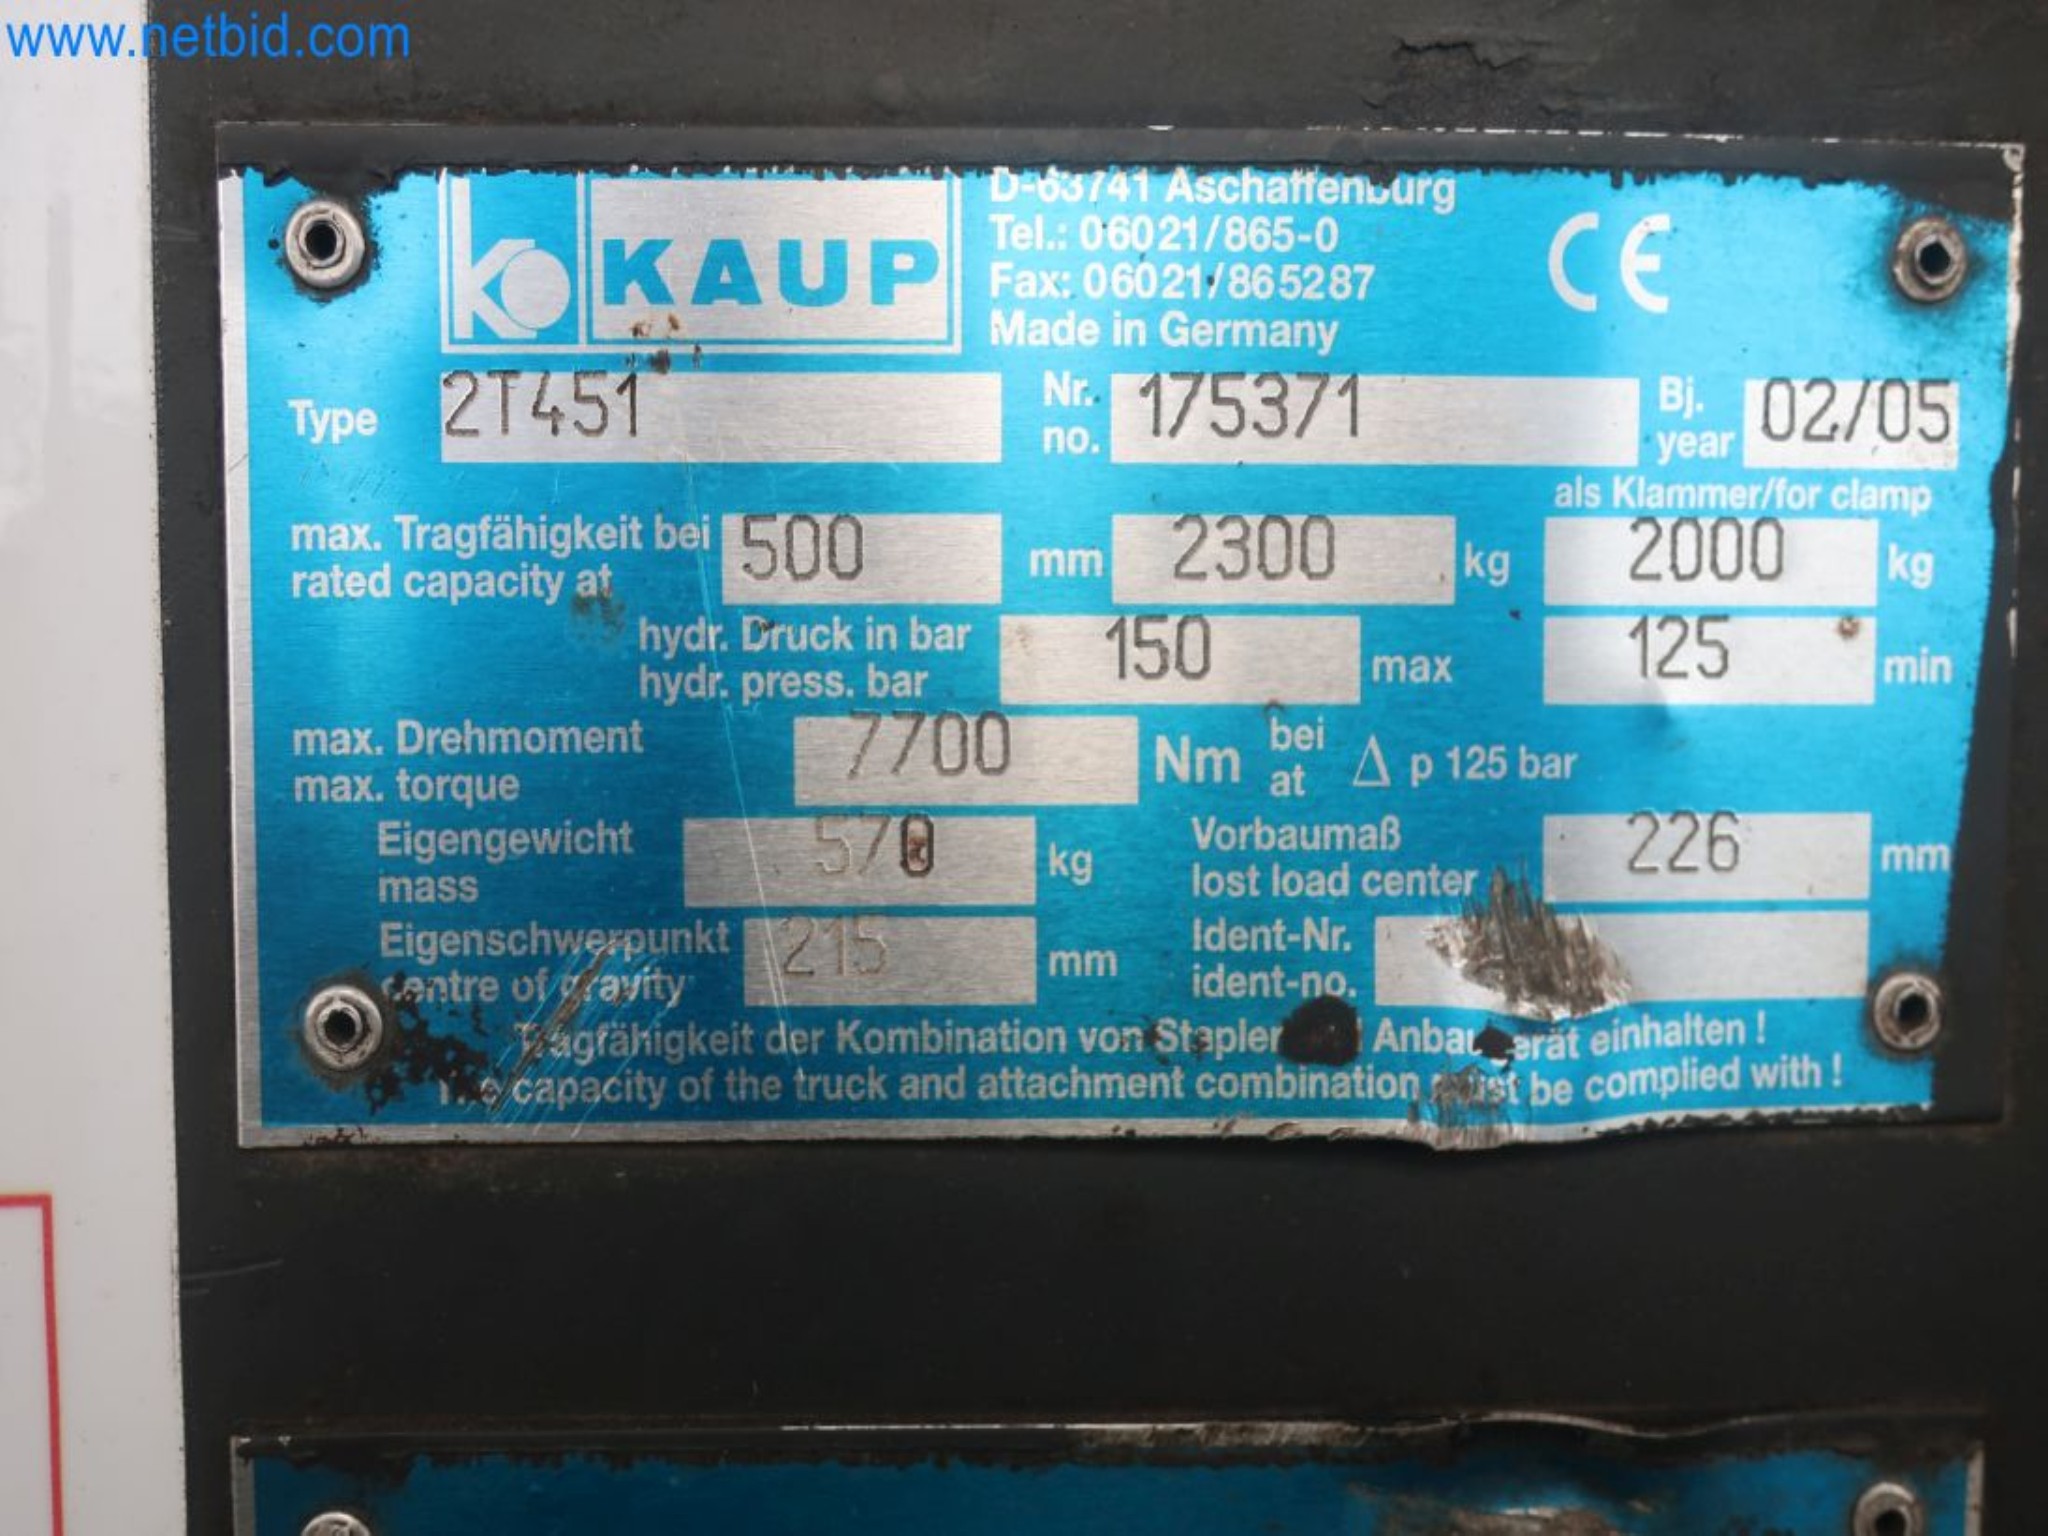 www.netbid.com
D-63741 Aschaffenburg
KAUP
Tel.: 06021/865-0
Fax: 06021/865287
Made in Germany
CE
Type 2T451 Nr. no. 175371 Bj. year 02/05
als Klammer/for clamp
max. Tragfähigkeit bei
rated capacity at 500 mm 2300 kg 2000 kg
hydr. Druck in bar
hydr. press. bar 150 max 125 min
max. Drehmoment
max. torque 7700 Nm bei at Δ p 125 bar
Eigengewicht
mass 570 kg
Vorbaumaß
lost load center 226 mm
Eigenschwerpunkt
centre of gravity 215 mm
Ident-Nr.
ident-no.
Tragfähigkeit der Kombination von Stapler Anbaugerät einhalten !
The capacity of the truck and attachment combination must be complied with !